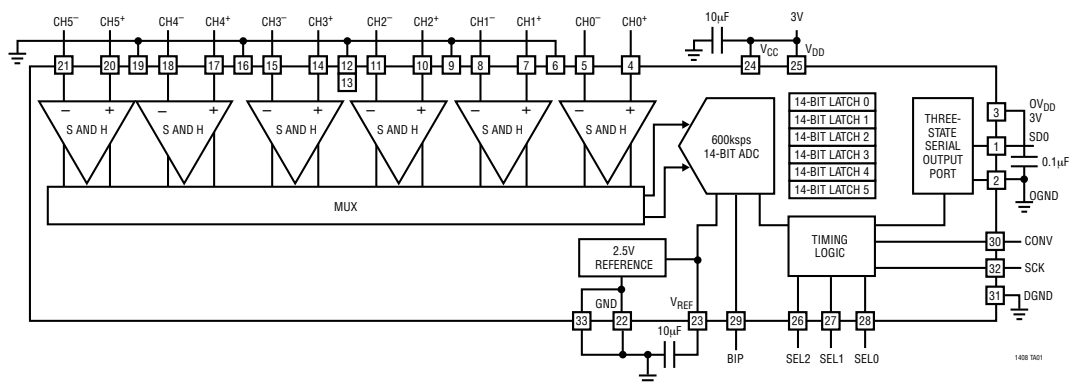 CH5– CH5+ CH4– CH4+ CH3– CH3+ CH2– CH2+ CH1– CH1+ CH0– CH0+ 10µF 3V
VCC VDD
21 20 19 18 17 16 15 14 12 11 10 9 8 7 6 5 4 24 25
13
– + – + – + – + – + – +
S AND H S AND H S AND H S AND H S AND H S AND H
MUX
600ksps
14-BIT ADC
14-BIT LATCH 0
14-BIT LATCH 1
14-BIT LATCH 2
14-BIT LATCH 3
14-BIT LATCH 4
14-BIT LATCH 5
THREE-
STATE
SERIAL
OUTPUT
PORT
3 OVDD
3V
1 SD0
0.1µF
2
OGND
TIMING
LOGIC
30 CONV
32 SCK
31 DGND
2.5V
REFERENCE
GND VREF
33 22 23 29 26 27 28
10µF
BIP SEL2 SEL1 SEL0
1408 TA01